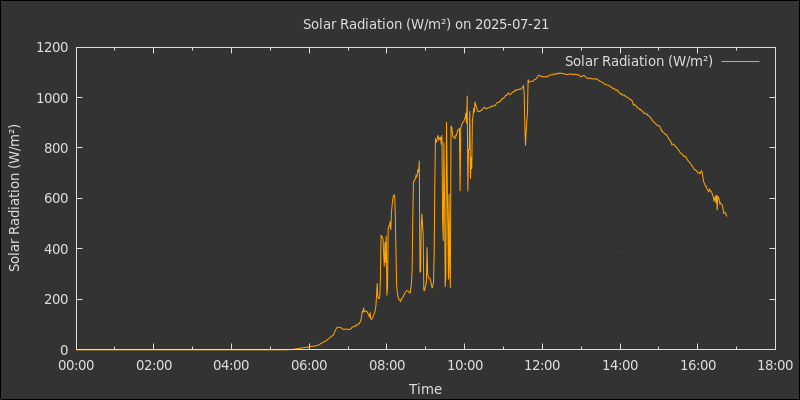 Solar Radiation (W/m²) on 2025-07-21
Solar Radiation (W/m²)
Solar Radiation (W/m²)
1200
1000
800
600
400
200
0
00:00 02:00 04:00 06:00 08:00 10:00 12:00 14:00 16:00 18:00
Time